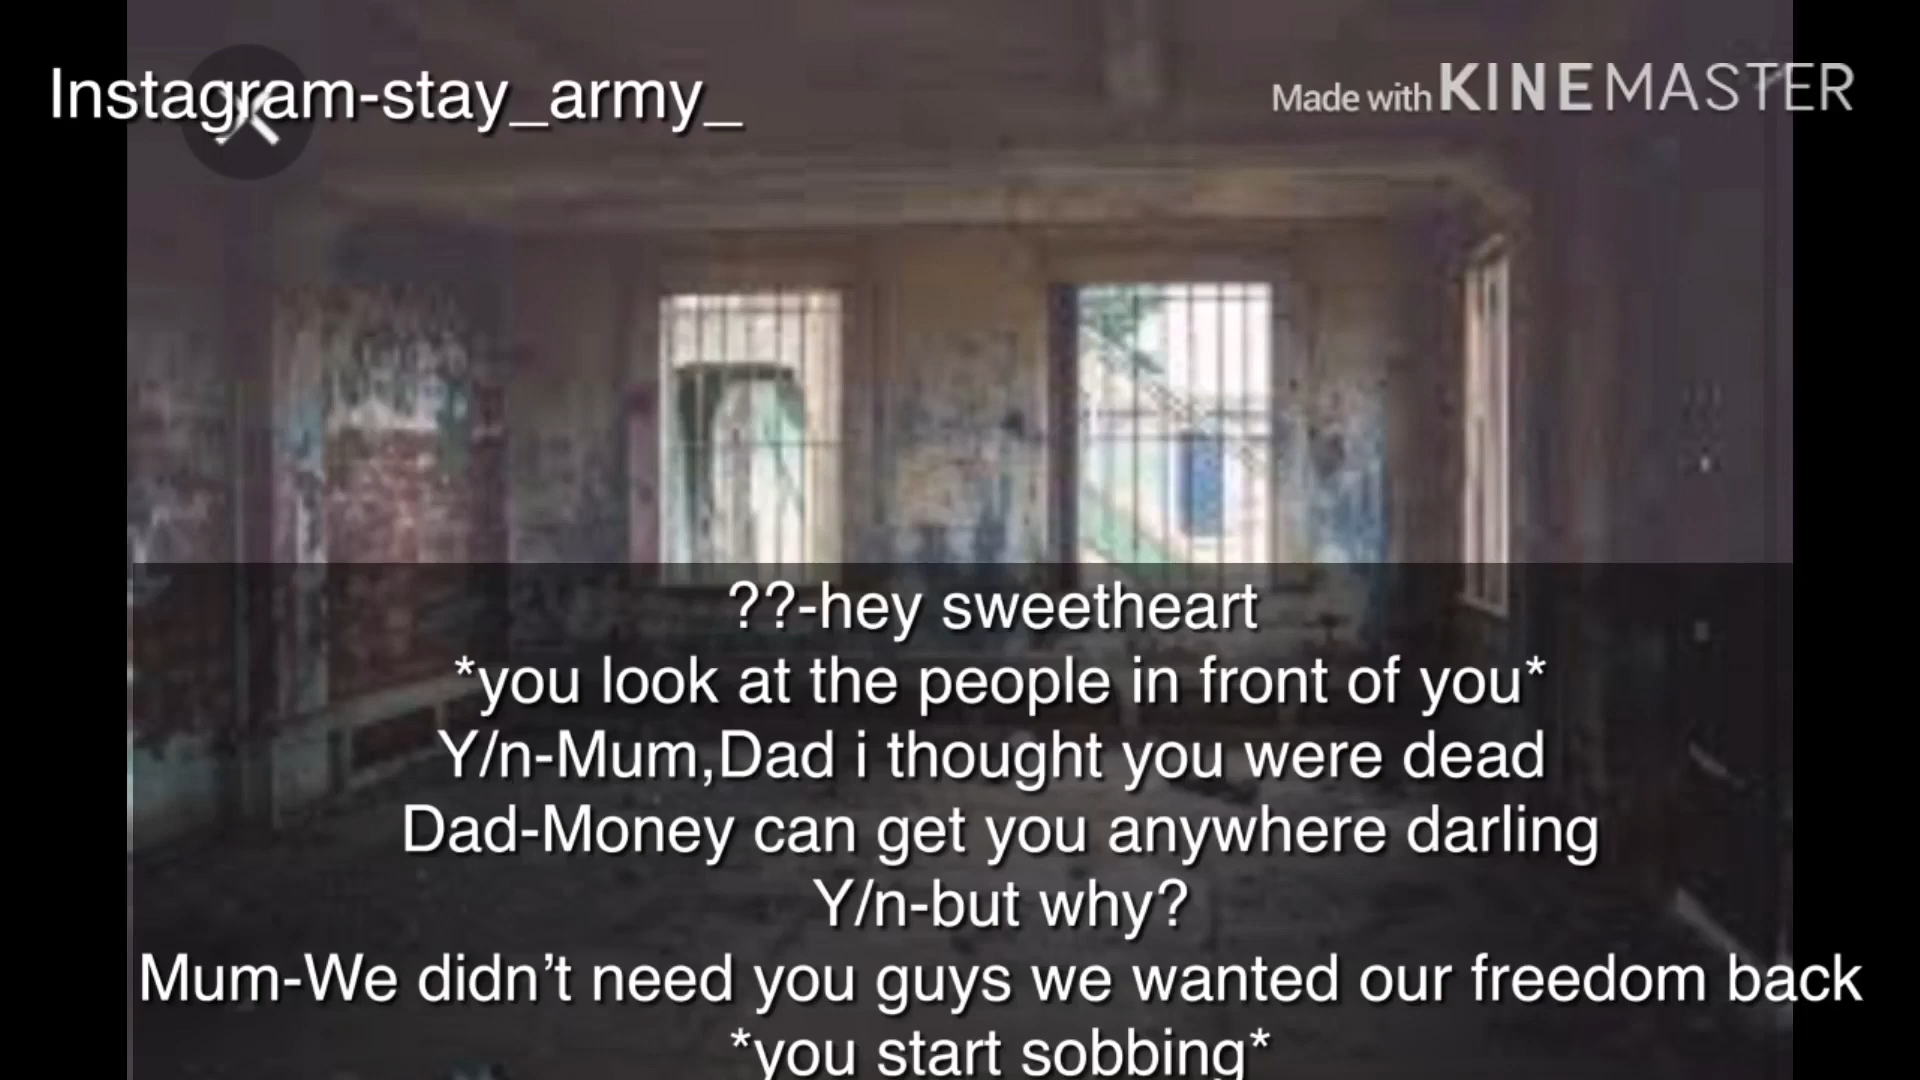 Instagram-stay_army_
Made with KINEMASTER
??-hey sweetheart
*you look at the people in front of you*
Y/n-Mum,Dad i thought you were dead
Dad-Money can get you anywhere darling
Y/n-but why?
Mum-We didn’t need you guys we wanted our freedom back
*you start sobbing*